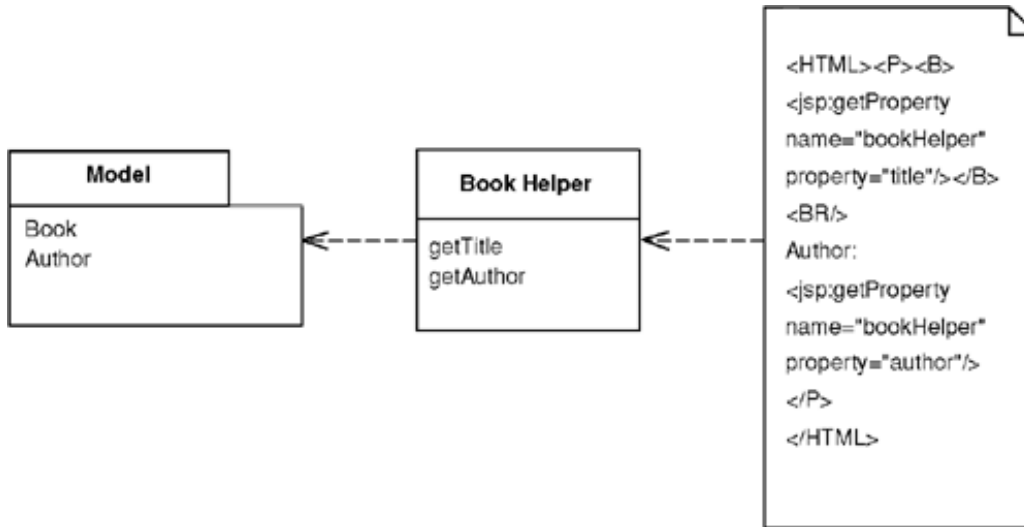 Model
Book
Author
Book Helper
getTitle
getAuthor
<HTML><P><B>
<jsp:getProperty
name="bookHelper"
property="title"/></B>
<BR/>
Author:
<jsp:getProperty
name="bookHelper"
property="author"/>
</P>
</HTML>